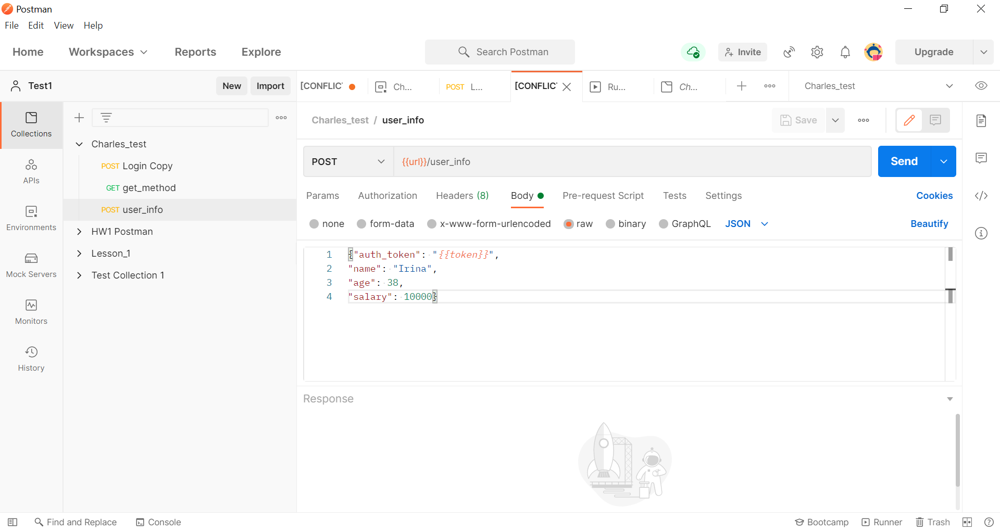 Postman
File Edit View Help
Home Workspaces Reports Explore Search Postman Invite Upgrade
Test1 New Import [CONFLIC Ch... POST L... [CONFLIC Ru... Ch... Charles_test
Collections
APIs
Environments
Mock Servers
Monitors
History
Charles_test
POST Login Copy
GET get_method
POST user_info
HW1 Postman
Lesson_1
Test Collection 1
Charles_test / user_info Save
POST {{url}}/user_info Send
Params Authorization Headers (8) Body Pre-request Script Tests Settings Cookies
none form-data x-www-form-urlencoded raw binary GraphQL JSON Beautify
1 {"auth_token": "{{token}}",
2 "name": "Irina",
3 "age": 38,
4 "salary": 10000}
Response
Find and Replace Console Bootcamp Runner Trash